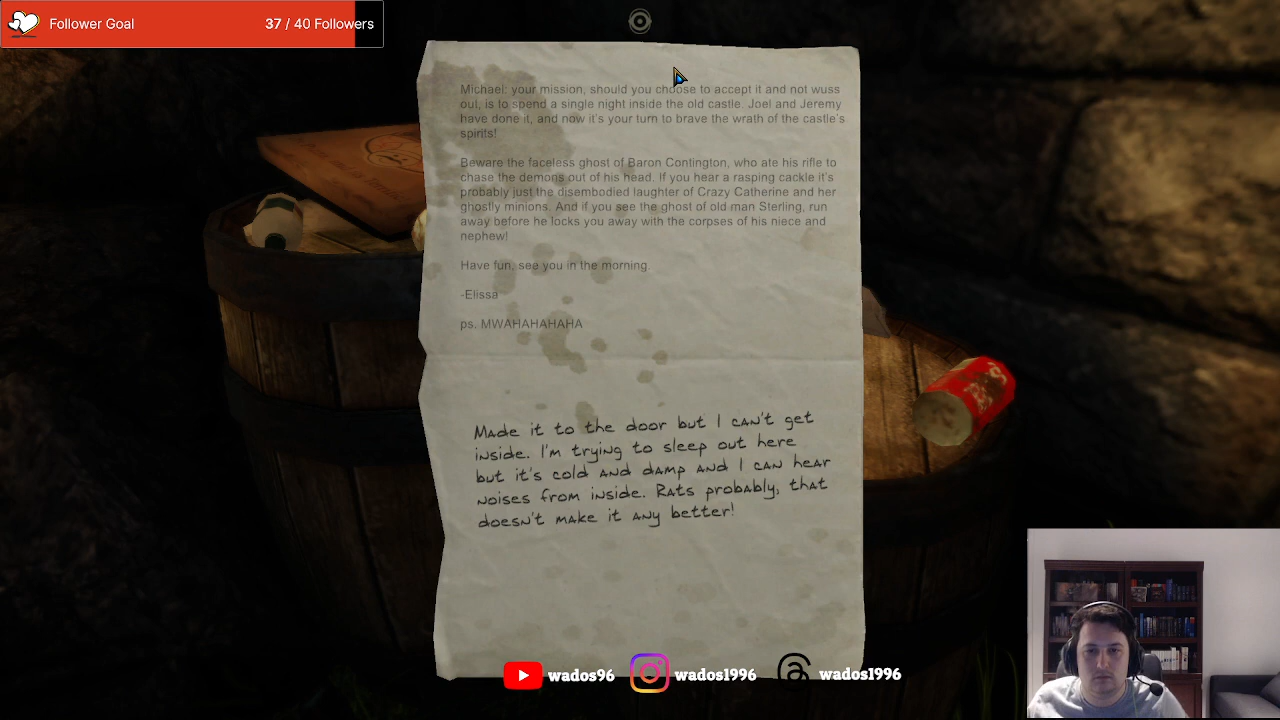 Follower Goal 37 / 40 Followers
Michael: your mission, should you choose to accept it and not wuss
out, is to spend a single night inside the old castle. Joel and Jeremy
have done it, and now it's your turn to brave the wrath of the castle's
spirits!
Beware the faceless ghost of Baron Contington, who ate his rifle to
chase the demons out of his head. If you hear a rasping cackle it's
probably just the disembodied laughter of Crazy Catherine and her
ghostly minions. And if you see the ghost of old man Sterling, run
away before he locks you away with the corpses of his niece and
nephew!
Have fun, see you in the morning.
-Elissa
ps. MWAHAHAHAHA
Made it to the door but I can't get
inside. I'm trying to sleep out here
but it's cold and damp and I can hear
noises from inside. Rats probably, that
doesn't make it any better!
wados96 wados1996 wados1996